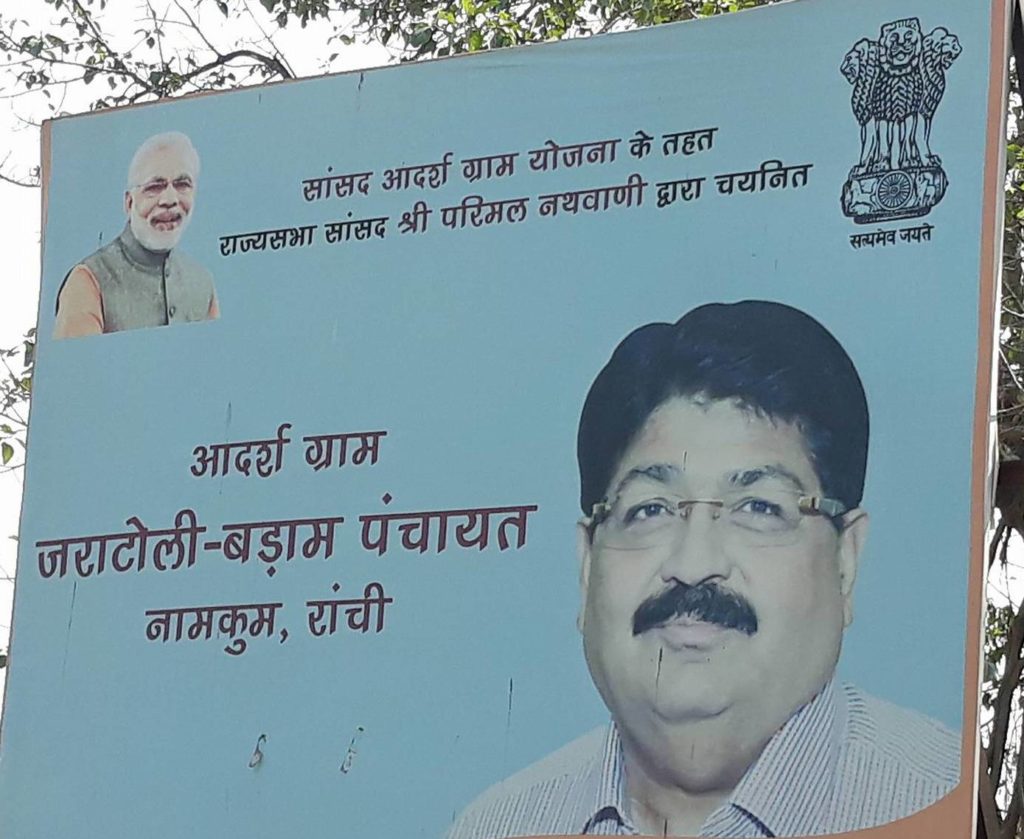 सांसद आदर्श ग्राम योजना के तहत
राज्यसभा सांसद श्री परिमल नथवाणी द्वारा चयनित
सत्यमेव जयते
आदर्श ग्राम
जराटोली-बड़ाम पंचायत
नामकुम, रांची